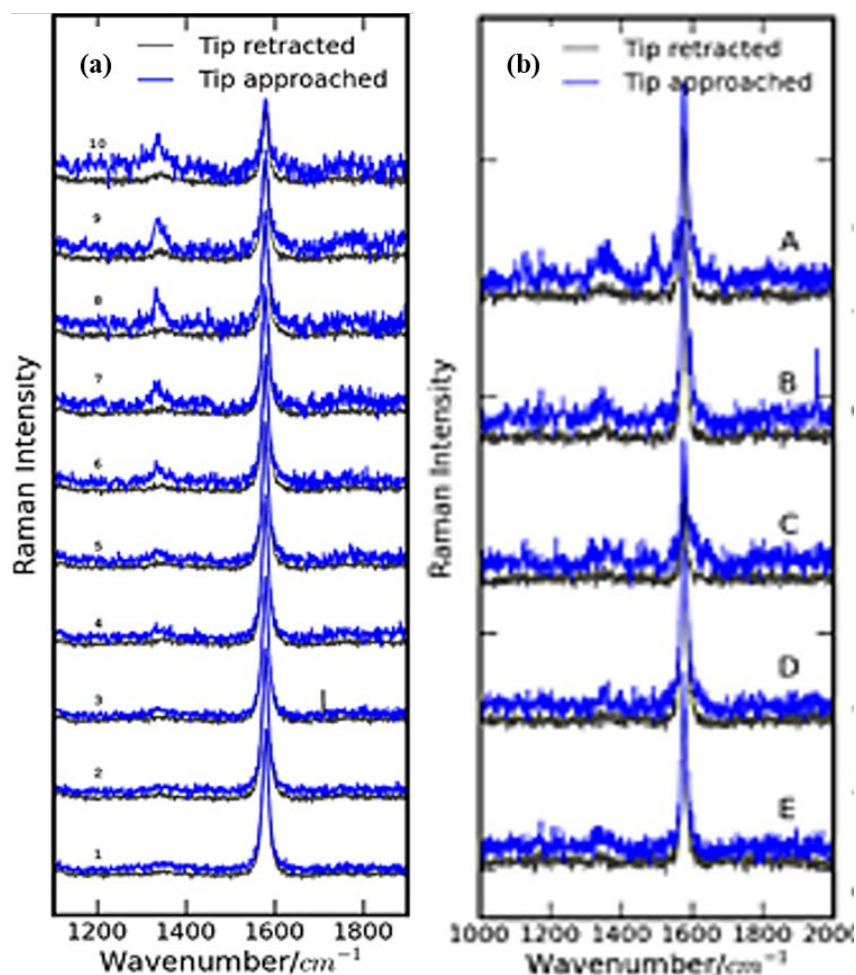 (a)
Tip retracted
Tip approached
10
9
8
7
6
5
4
3
2
1
Raman Intensity
1200 1400 1600 1800
Wavenumber/cm⁻¹
(b)
Tip retracted
Tip approached
A
B
C
D
E
Raman Intensity
1000 1200 1400 1600 1800 2000
Wavenumber/cm⁻¹